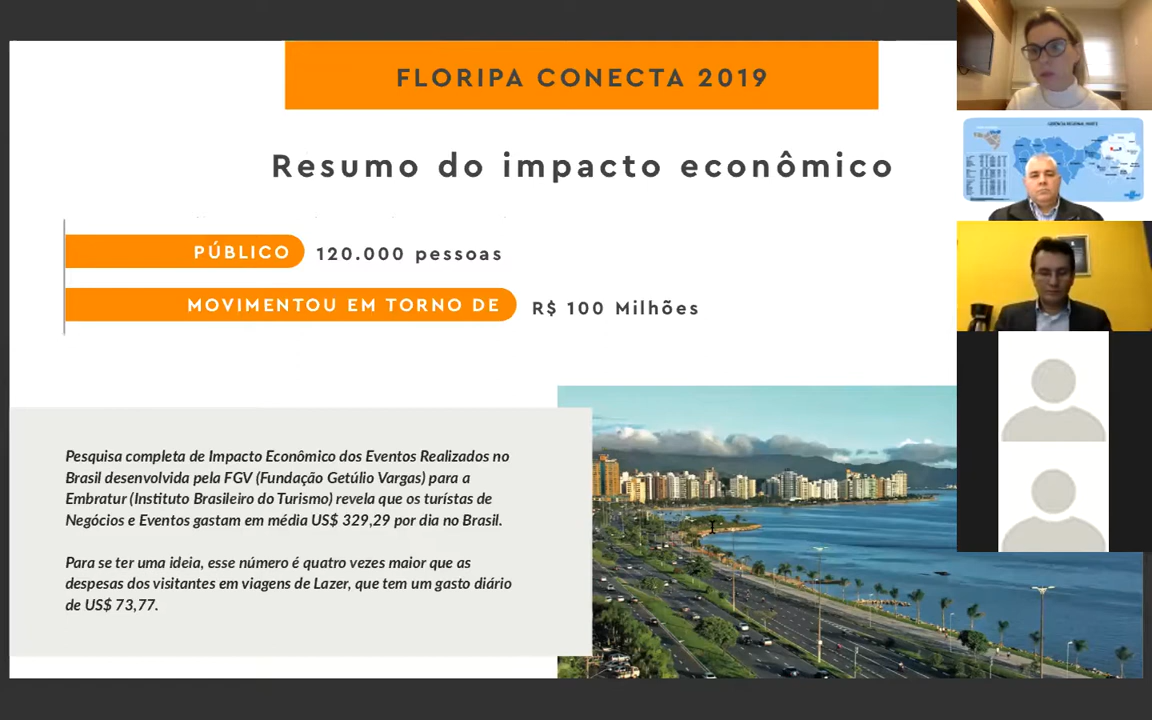 FLORIPA CONECTA 2019
Resumo do impacto econômico
PÚBLICO 120.000 pessoas
MOVIMENTOU EM TORNO DE R$ 100 Milhões
Pesquisa completa de Impacto Econômico dos Eventos Realizados no
Brasil desenvolvida pela FGV (Fundação Getúlio Vargas) para a
Embratur (Instituto Brasileiro do Turismo) revela que os turístas de
Negócios e Eventos gastam em média US$ 329,29 por dia no Brasil.
Para se ter uma ideia, esse número é quatro vezes maior que as
despesas dos visitantes em viagens de Lazer, que tem um gasto diário
de US$ 73,77.